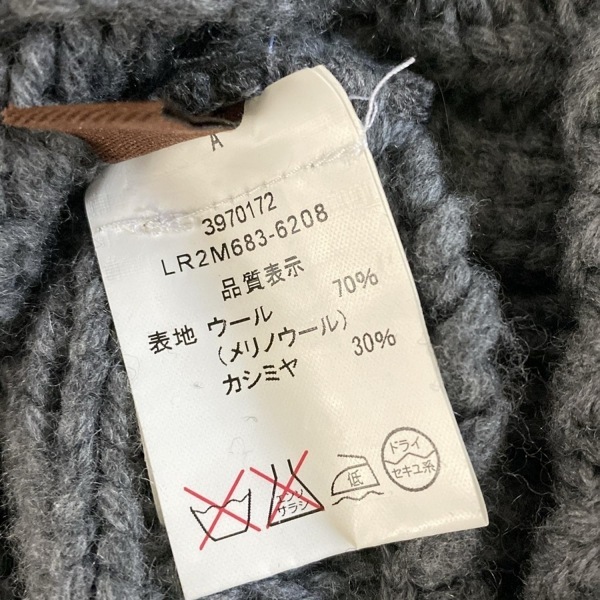 A
3970172
LR2M683-6208
品質表示
表地 ウール 70%
(メリノウール)
カシミヤ 30%
エンソ
サラシ
低
ドライ
セキユ系